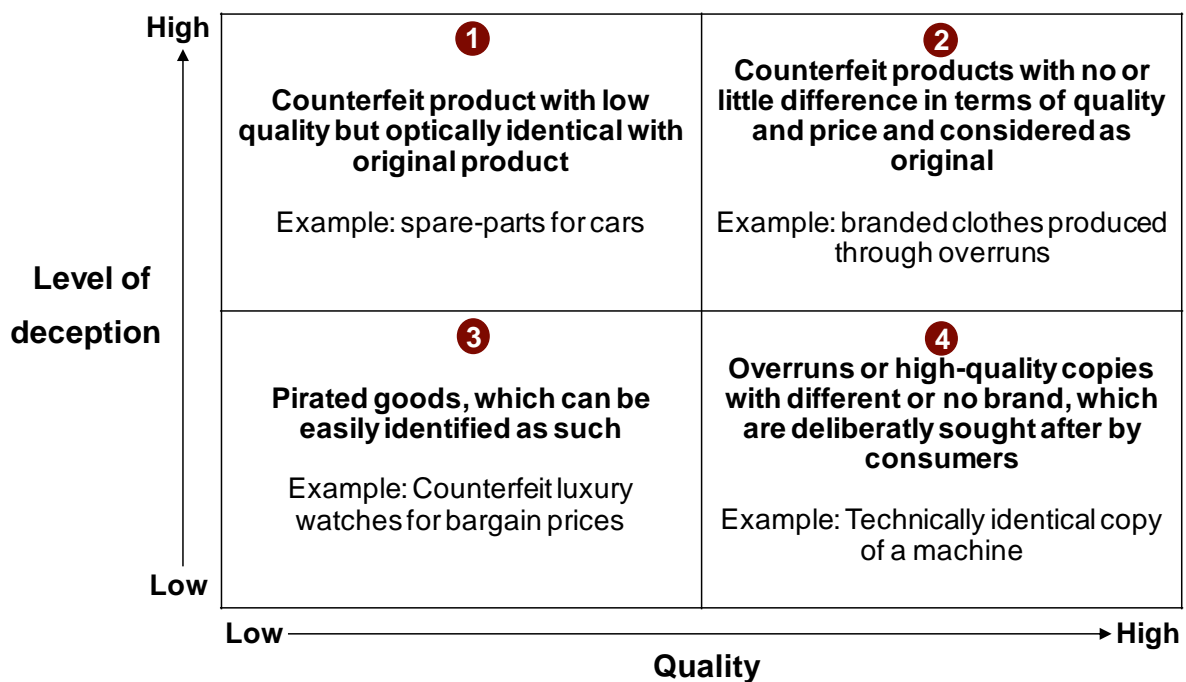 High
1
Counterfeit product with low
quality but optically identical with
original product
Example: spare-parts for cars
2
Counterfeit products with no or
little difference in terms of quality
and price and considered as
original
Example: branded clothes produced
through overruns
Level of
deception
3
Pirated goods, which can be
easily identified as such
Example: Counterfeit luxury
watches for bargain prices
4
Overruns or high-quality copies
with different or no brand, which
are deliberatly sought after by
consumers
Example: Technically identical copy
of a machine
Low
Low
High
Quality